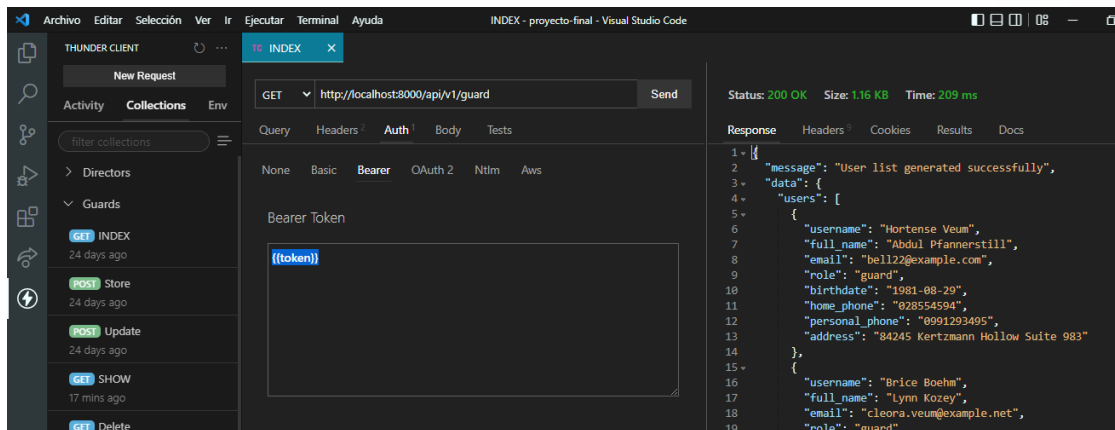 Archivo Editar Selección Ver Ir Ejecutar Terminal Ayuda INDEX - proyecto-final - Visual Studio Code
THUNDER CLIENT
New Request
Activity Collections Env
filter collections
Directors
Guards
GET INDEX
24 days ago
POST Store
24 days ago
POST Update
24 days ago
GET SHOW
17 mins ago
GET Delete
TC INDEX
GET http://localhost:8000/api/v1/guard Send
Query Headers 2 Auth 1 Body Tests
None Basic Bearer OAuth 2 Ntlm Aws
Bearer Token
{{token}}
Status: 200 OK Size: 1.16 KB Time: 209 ms
Response Headers 9 Cookies Results Docs
1 {
2 "message": "User list generated successfully",
3 "data": {
4 "users": [
5 {
6 "username": "Hortense Veum",
7 "full_name": "Abdul Pfannerstill",
8 "email": "bell22@example.com",
9 "role": "guard",
10 "birthdate": "1981-08-29",
11 "home_phone": "028554594",
12 "personal_phone": "0991293495",
13 "address": "84245 Kertzmann Hollow Suite 983"
14 },
15 {
16 "username": "Brice Boehm",
17 "full_name": "Lynn Kozey",
18 "email": "cleora.veum@example.net",
19 "role": "guard"